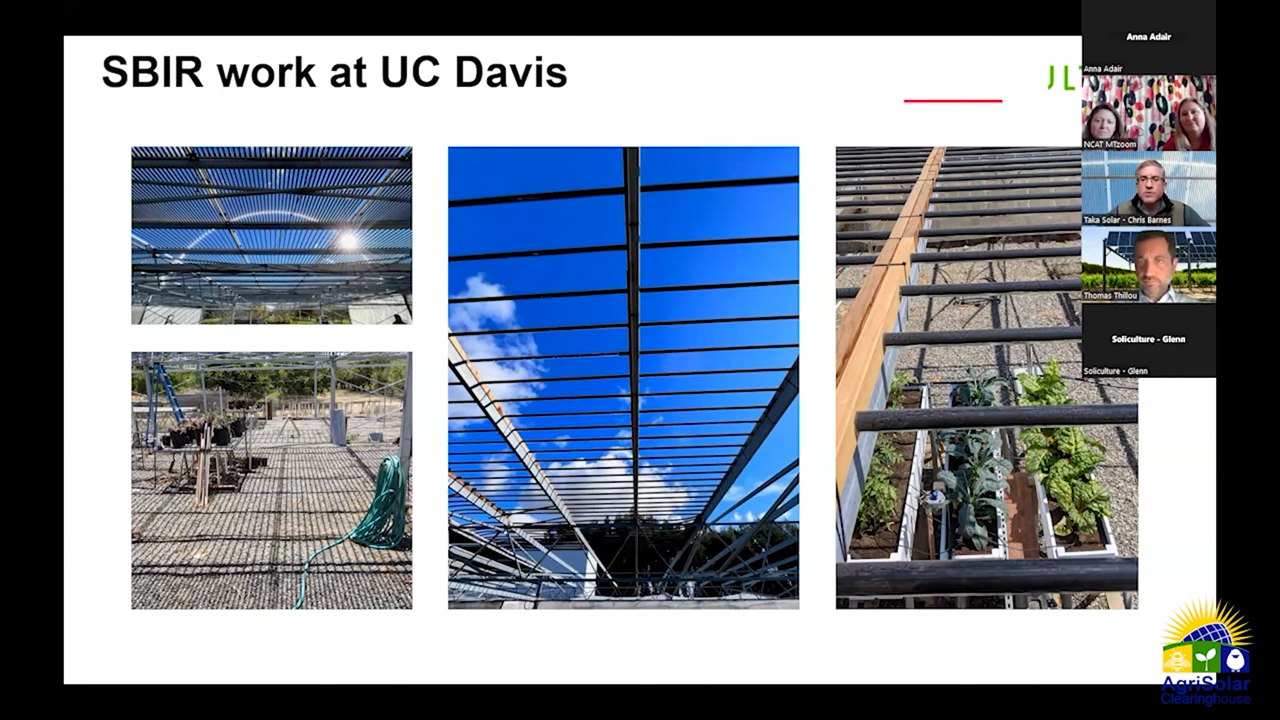 SBIR work at UC Davis
Anna Adair
Anna Adair
NCAT MTzoom
Taka Solar - Chris Barnes
Thomas Thillou
Soliculture - Glenn
Soliculture - Glenn
AgriSolar
Clearinghouse